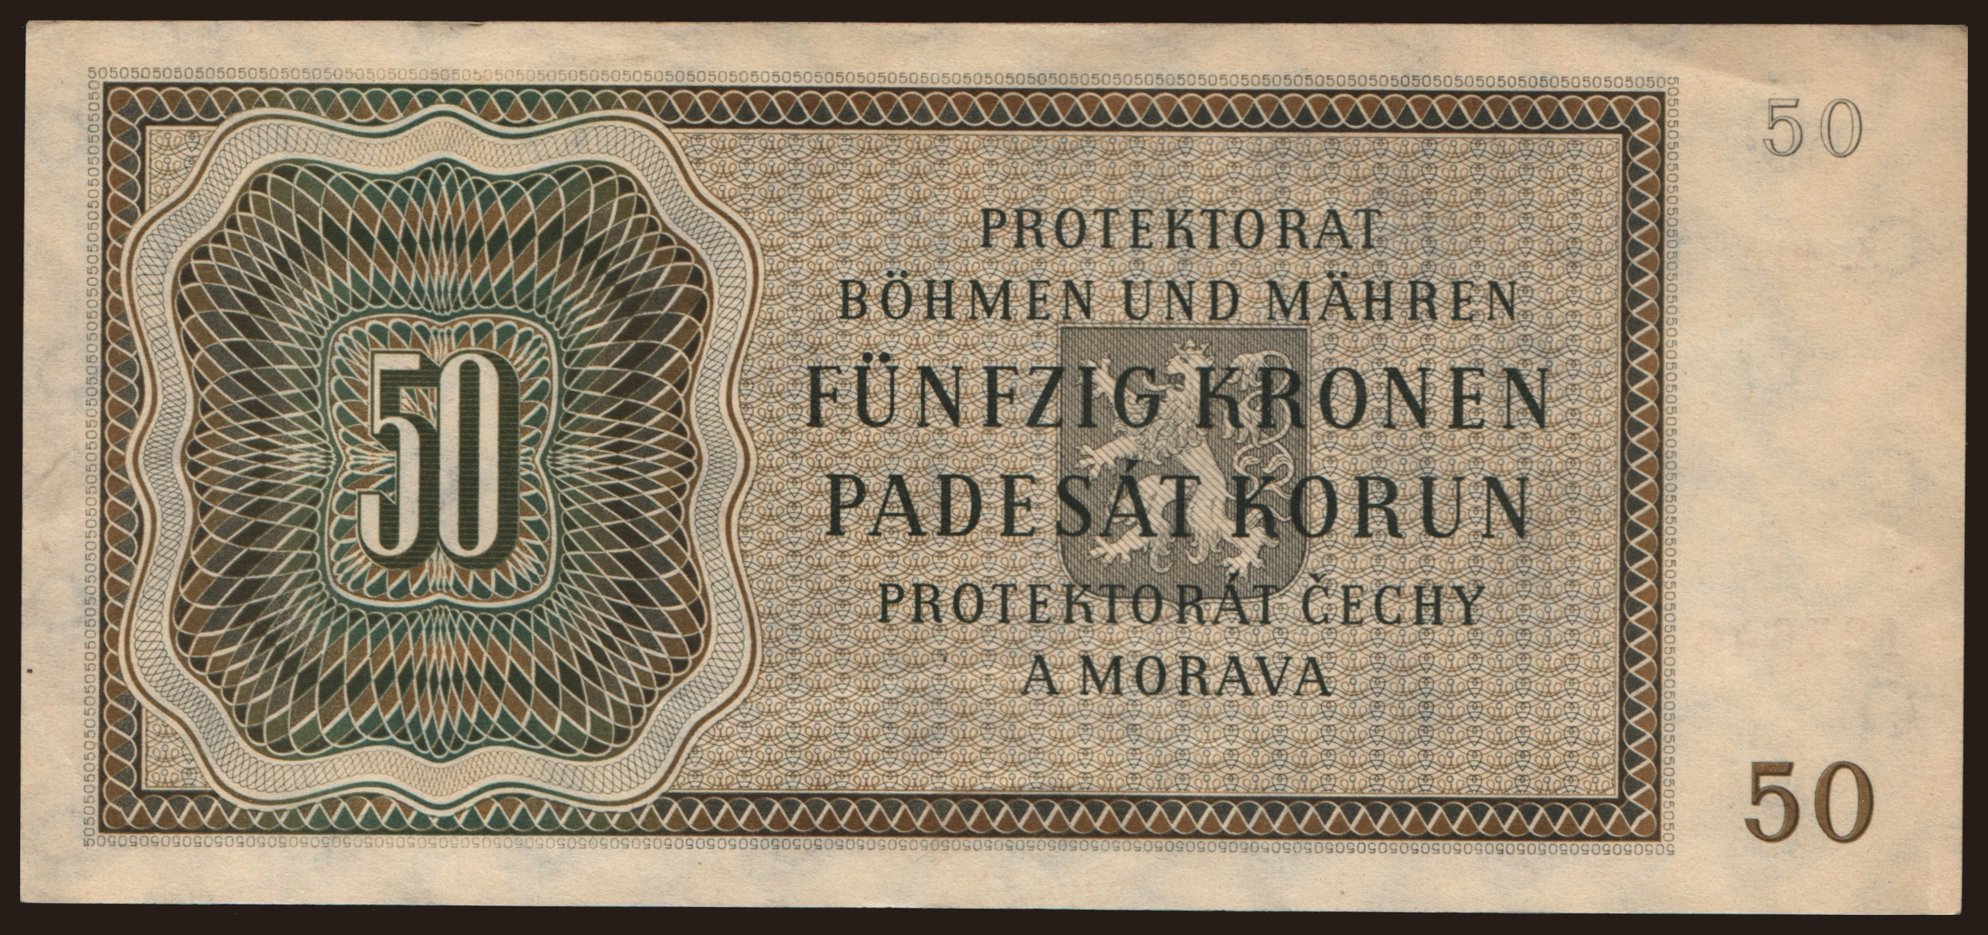 50
PROTEKTORAT
BÖHMEN UND MÄHREN
FÜNFZIG KRONEN
50
PADESÁT KORUN
PROTEKTORÁT ČECHY
A MORAVA
50